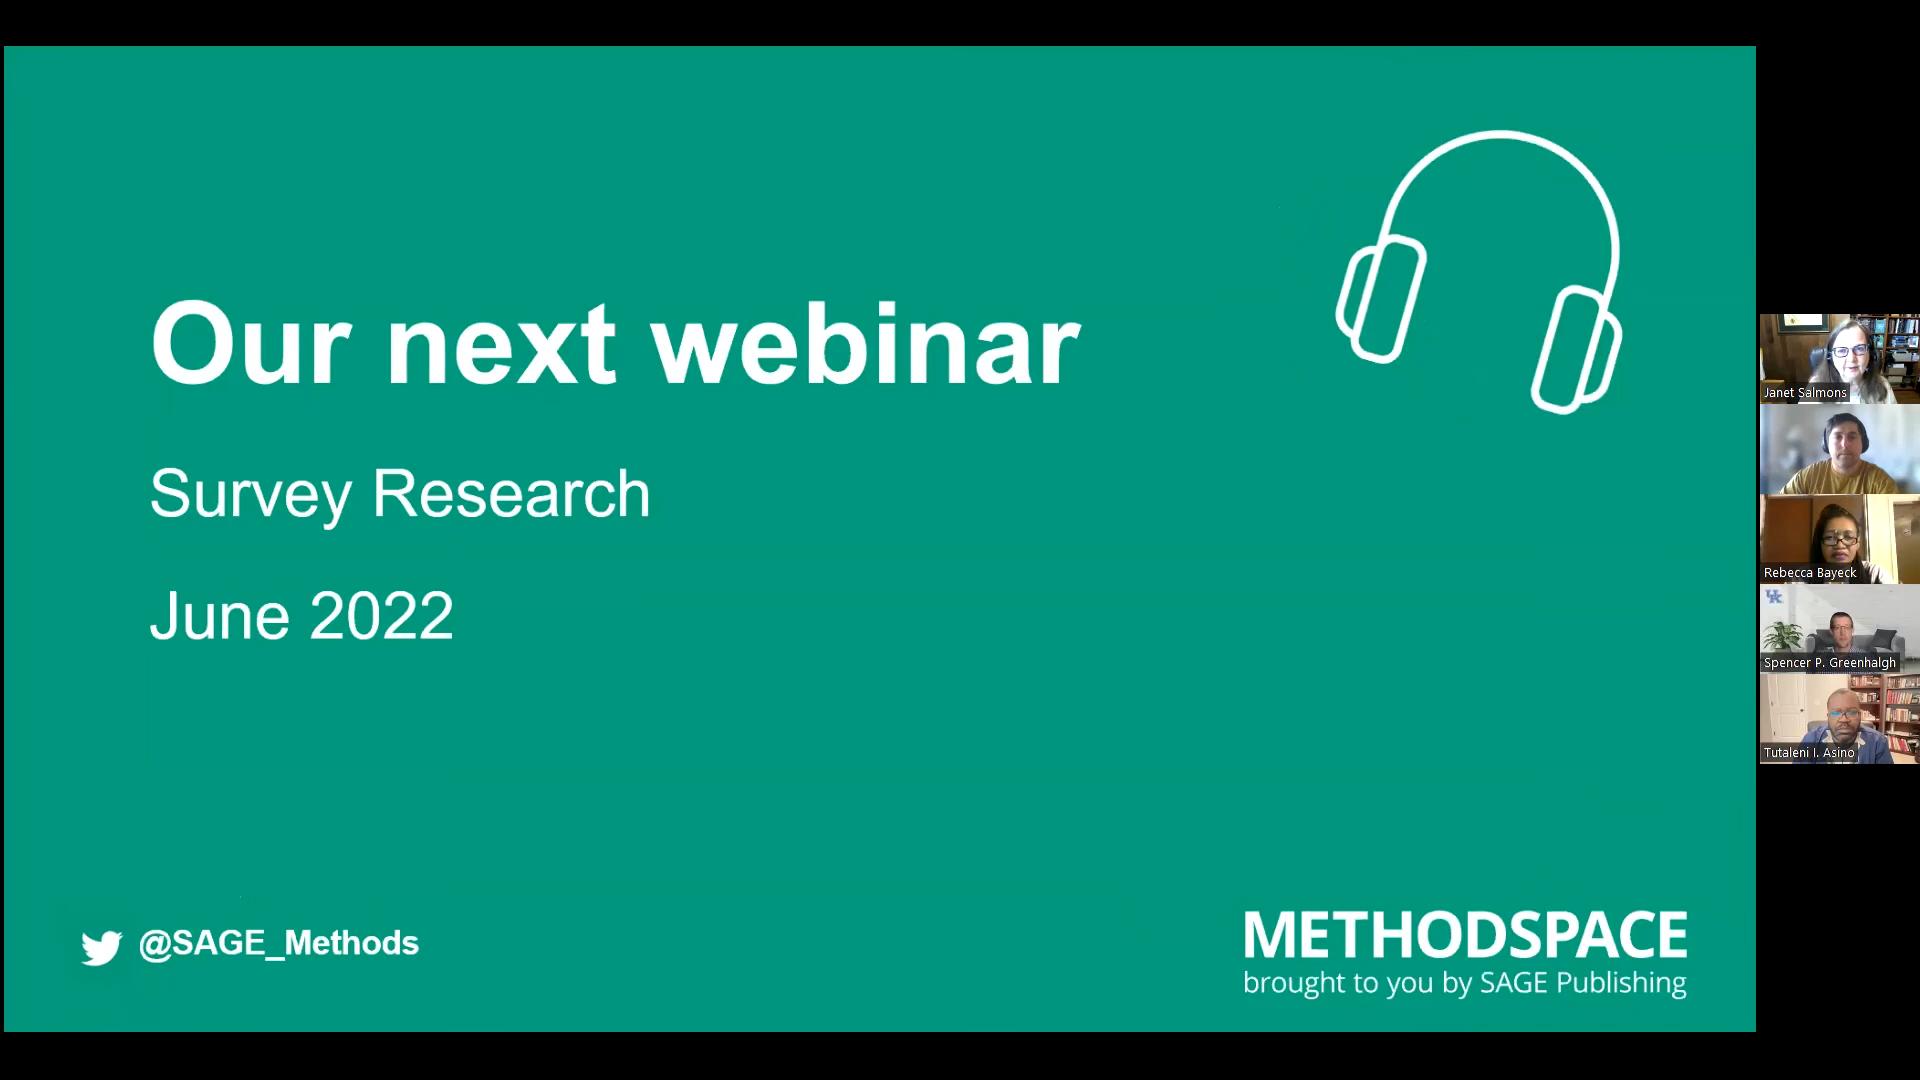 Our next webinar
Survey Research
June 2022
@SAGE_Methods
METHODSPACE
brought to you by SAGE Publishing
Janet Salmons
Rebecca Bayeck
UK
Spencer P. Greenhalgh
Tutaleni I. Asino